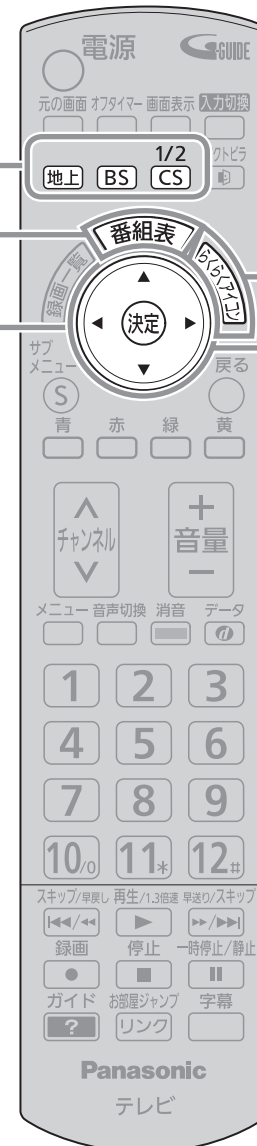 電源 G-GUIDE
元の画面 オフタイマー 画面表示 入力切換
1/2
地上 BS CS
番組表
らくらくアイコン
録画一覧
決定
サブ
メニュー 戻る
S
青 赤 緑 黄
チャンネル 音量
+
−
メニュー 音声切換 消音 データ
d
1 2 3
4 5 6
7 8 9
10/0 11* 12#
スキップ/早戻し 再生/1.3倍速 早送り/スキップ
録画 停止 一時停止/静止
ガイド お部屋ジャンプ 字幕
? リンク
Panasonic
テレビ